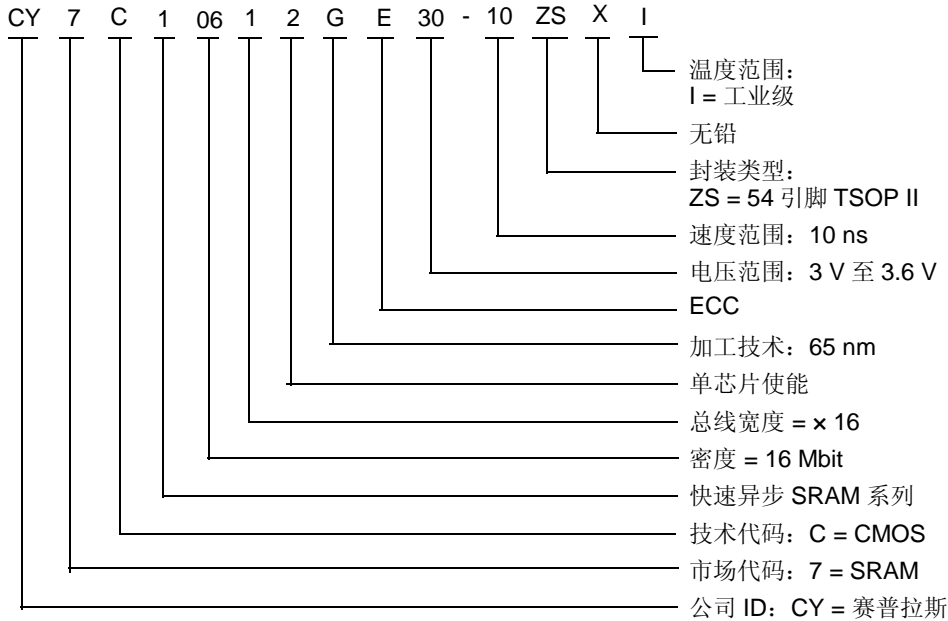 CY 7 C 1 06 1 2 G E 30 - 10 ZS X I
温度范围：
I = 工业级
无铅
封装类型：
ZS = 54 引脚 TSOP II
速度范围：10 ns
电压范围：3 V 至 3.6 V
ECC
加工技术：65 nm
单芯片使能
总线宽度 = × 16
密度 = 16 Mbit
快速异步 SRAM 系列
技术代码：C = CMOS
市场代码：7 = SRAM
公司 ID：CY = 赛普拉斯